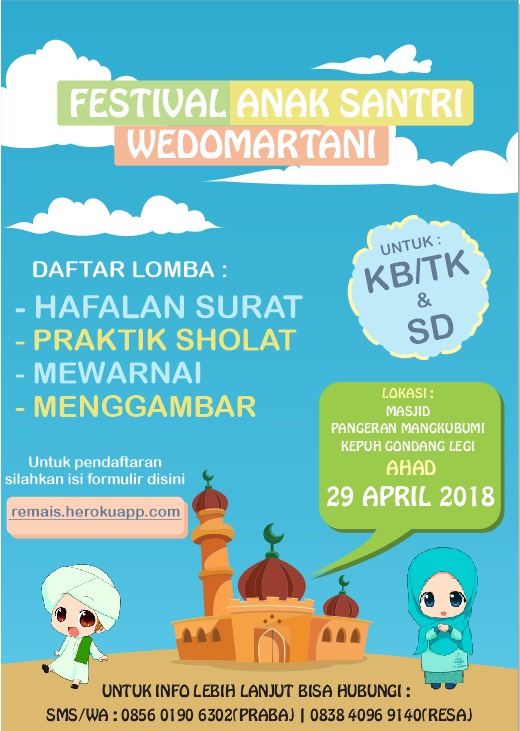 FESTIVAL ANAK SANTRI
WEDOMARTANI
UNTUK :
KB/TK
&
SD
DAFTAR LOMBA :
- HAFALAN SURAT
- PRAKTIK SHOLAT
- MEWARNAI
- MENGGAMBAR
LOKASI :
MASJID
PANGERAN MANGKUBUMI
KEPUH GONDANG LEGI
AHAD
29 APRIL 2018
Untuk pendaftaran
silahkan isi formulir disini
remais.herokuapp.com
UNTUK INFO LEBIH LANJUT BISA HUBUNGI :
SMS/WA : 0856 0190 6302(PRABA) | 0838 4096 9140(RESA)